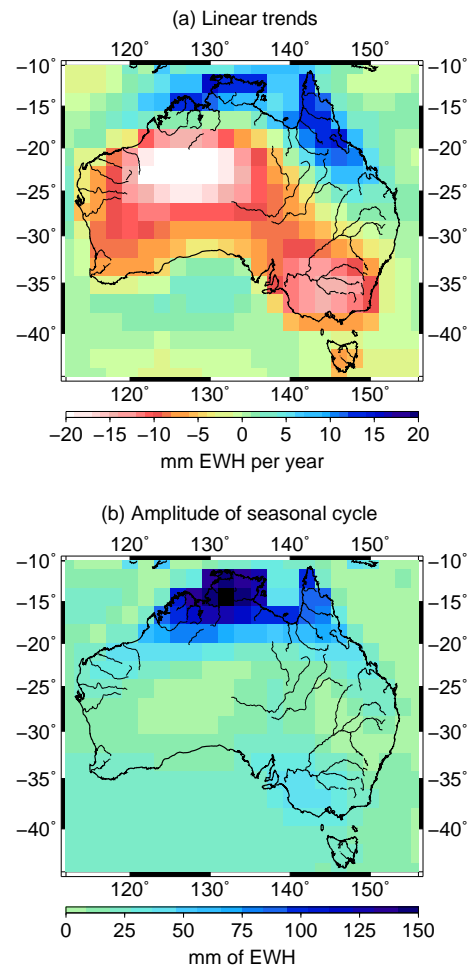 (a) Linear trends
120° 130° 140° 150°
−10° −10°
−15° −15°
−20° −20°
−25° −25°
−30° −30°
−35° −35°
−40° −40°
120° 130° 140° 150°
−20 −15 −10 −5 0 5 10 15 20
mm EWH per year
(b) Amplitude of seasonal cycle
120° 130° 140° 150°
−10° −10°
−15° −15°
−20° −20°
−25° −25°
−30° −30°
−35° −35°
−40° −40°
120° 130° 140° 150°
0 25 50 75 100 125 150
mm of EWH